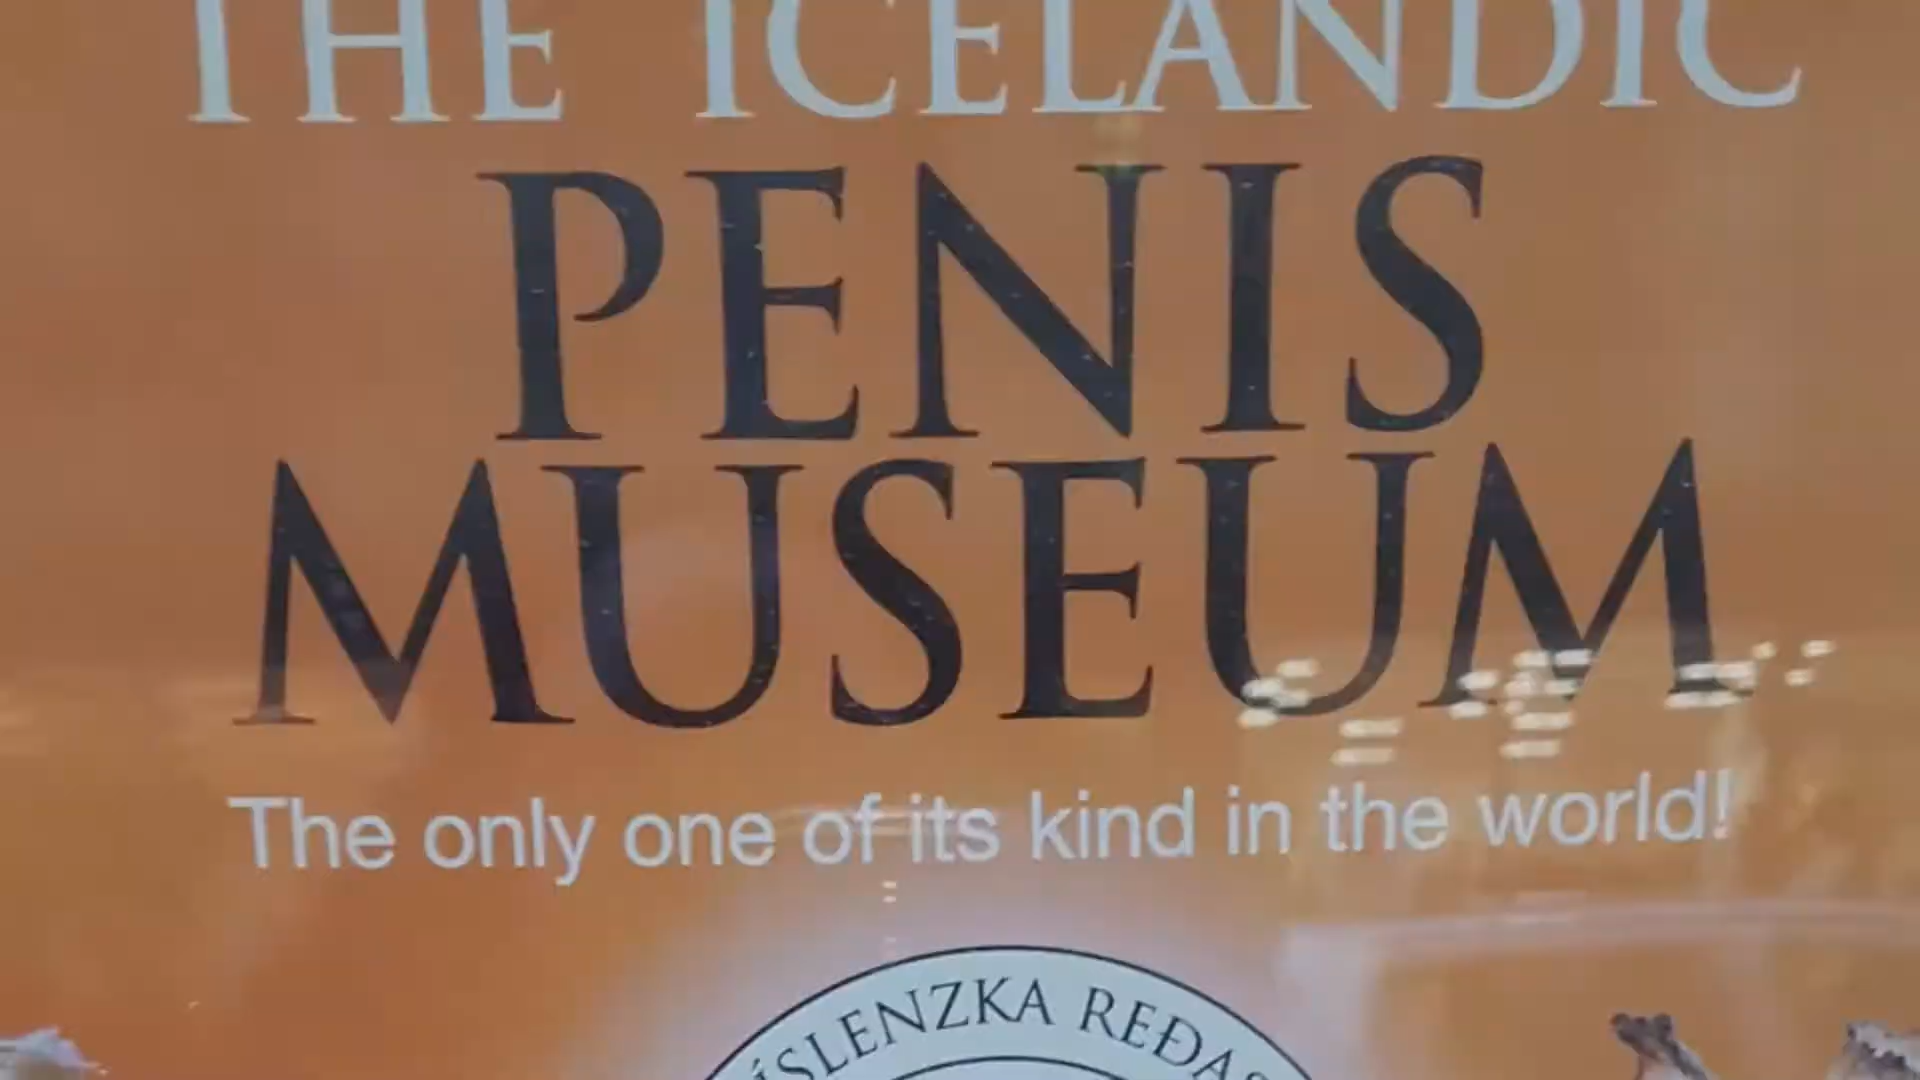 THE ICELANDIC
PENIS
MUSEUM
The only one of its kind in the world!
ÍSLENZKA REÐAS